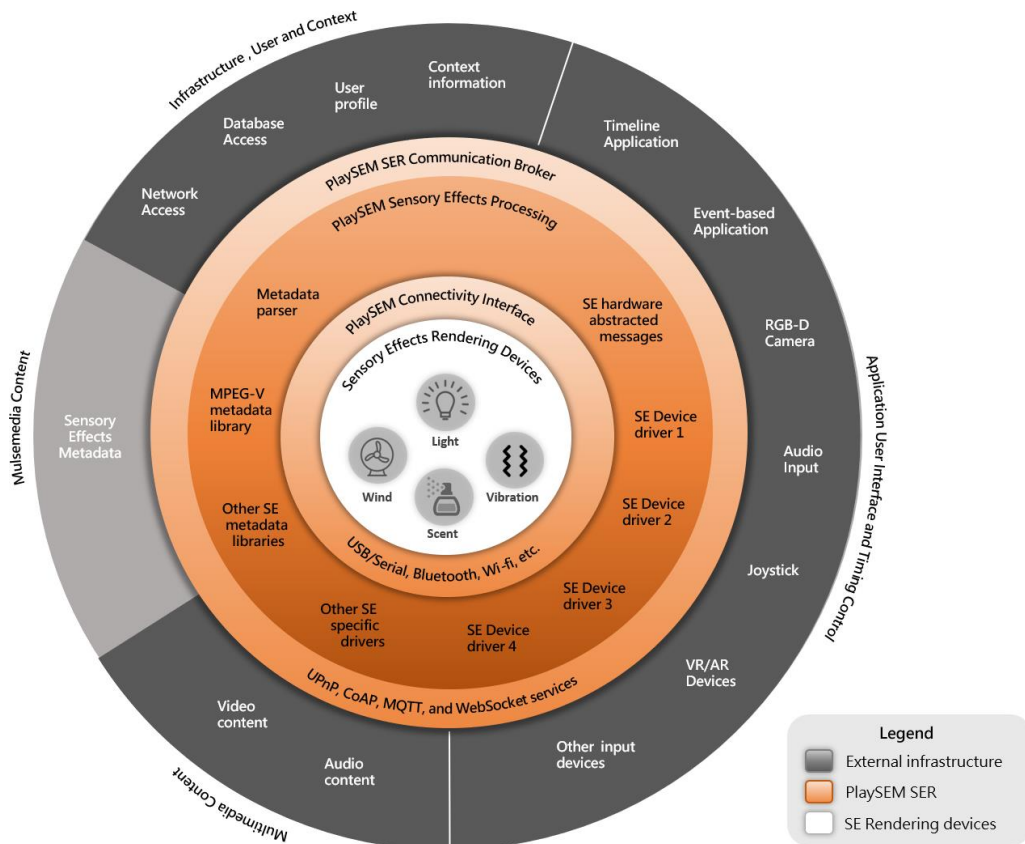 Infrastructure , User and Context
Context
information
User
profile
Database
Access
Network
Access
Timeline
Application
Event-based
Application
RGB-D
Camera
Audio
Input
Joystick
VR/AR
Devices
Other input
devices
Application User Interface and Timing Control
Mulsemedia Content
Sensory
Effects
Metadata
Video
content
Audio
content
Multimedia Content
PlaySEM SER Communication Broker
PlaySEM Sensory Effects Processing
Metadata
parser
MPEG-V
metadata
library
Other SE
metadata
libraries
Other SE
specific
drivers
SE hardware
abstracted
messages
SE Device
driver 1
SE Device
driver 2
SE Device
driver 3
SE Device
driver 4
UPnP, CoAP, MQTT, and WebSocket services
PlaySEM Connectivity Interface
Sensory Effects Rendering Devices
Light
Wind
Vibration
Scent
USB/Serial, Bluetooth, Wi-fi, etc.
Legend
External infrastructure
PlaySEM SER
SE Rendering devices